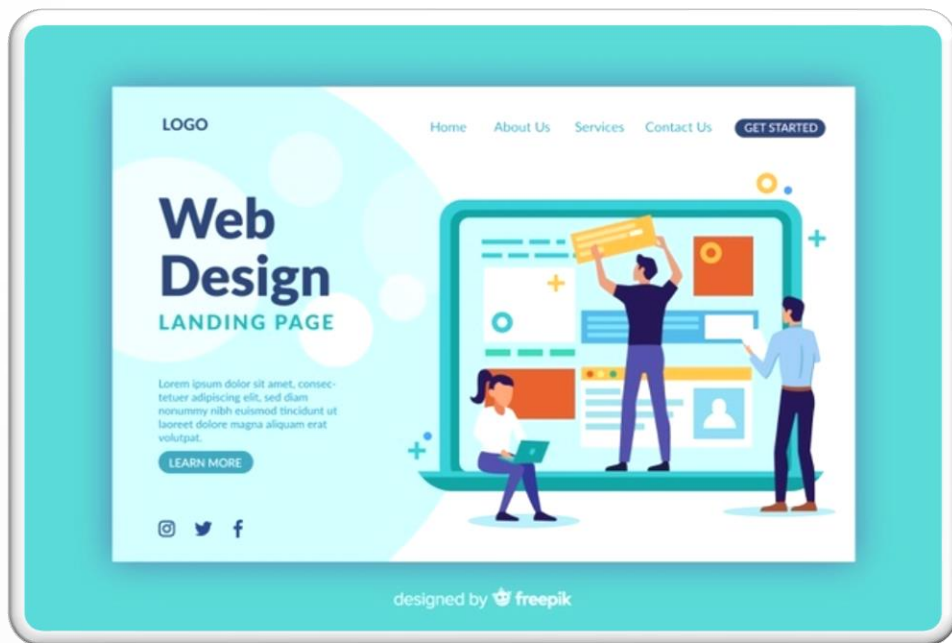 LOGO
Home About Us Services Contact Us GET STARTED
Web
Design
LANDING PAGE
Lorem ipsum dolor sit amet, consec-
tetuer adipiscing elit, sed diam
nonummy nibh euismod tincidunt ut
laoreet dolore magna aliquam erat
volutpat.
LEARN MORE
designed by freepik